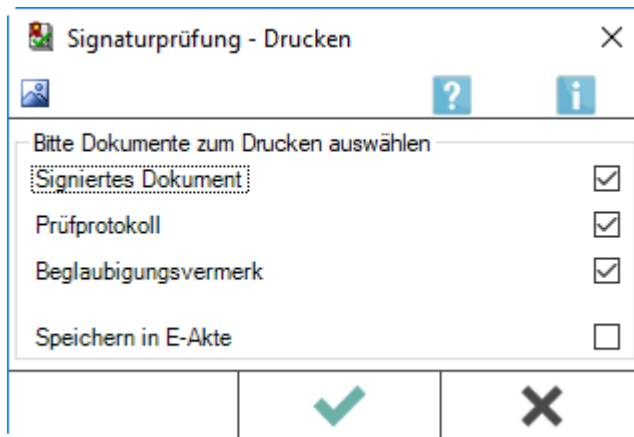 Signaturprüfung - Drucken
Bitte Dokumente zum Drucken auswählen
Signiertes Dokument
Prüfprotokoll
Beglaubigungsvermerk
Speichern in E-Akte